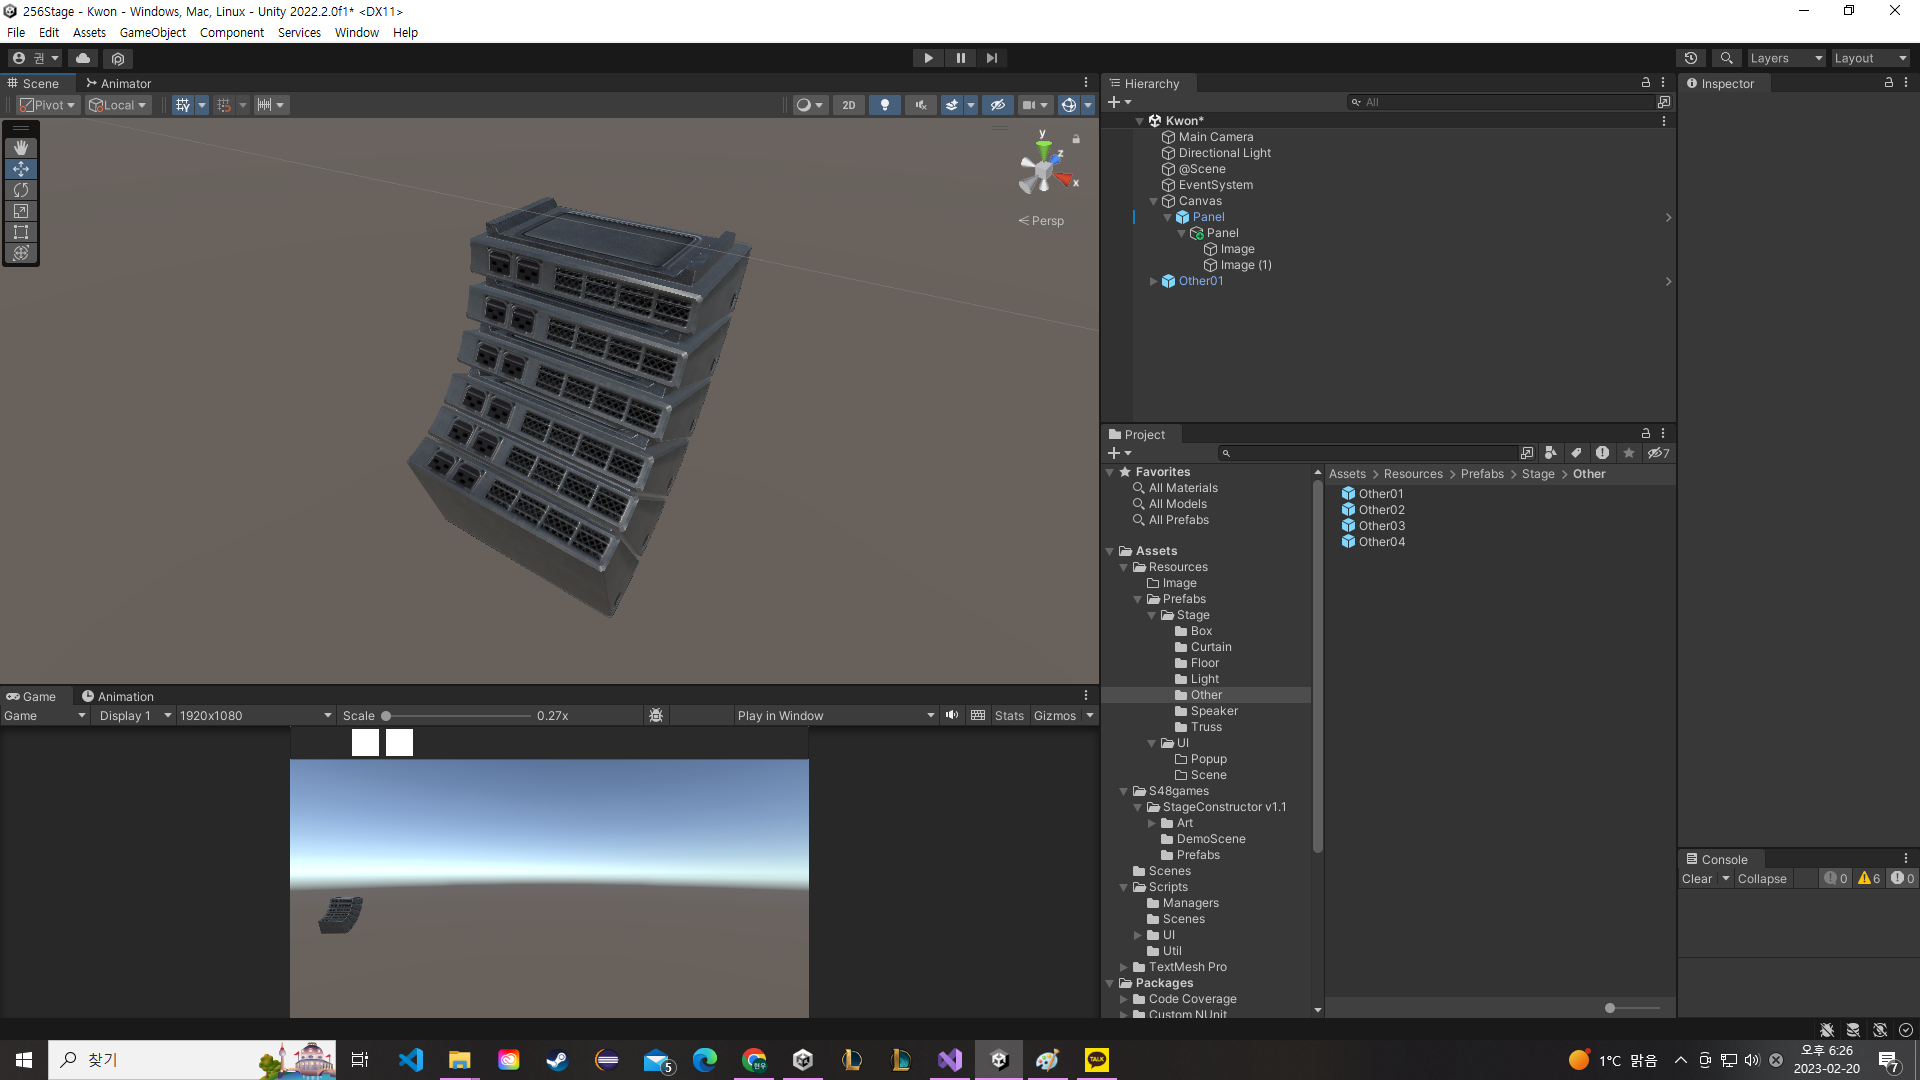 256Stage - Kwon - Windows, Mac, Linux - Unity 2022.2.0f1* <DX11>
File Edit Assets GameObject Component Services Window Help
권
Layers Layout
Scene Animator
Pivot Local 2D
y
z
x
Persp
Hierarchy
All
Kwon*
Main Camera
Directional Light
@Scene
EventSystem
Canvas
Panel
Panel
Image
Image (1)
Other01
Inspector
Project
7
Favorites
All Materials
All Models
All Prefabs
Assets
Resources
Image
Prefabs
Stage
Box
Curtain
Floor
Light
Other
Speaker
Truss
UI
Popup
Scene
S48games
StageConstructor v1.1
Art
DemoScene
Prefabs
Scenes
Scripts
Managers
Scenes
UI
Util
TextMesh Pro
Packages
Code Coverage
Custom NUnit
Assets > Resources > Prefabs > Stage > Other
Other01
Other02
Other03
Other04
Game Animation
Game Display 1 1920x1080 Scale 0.27x Play in Window Stats Gizmos
Console
Clear Collapse 0 6 0
찾기
5
현우
TALK
1°C 맑음
오후 6:26
2023-02-20
7